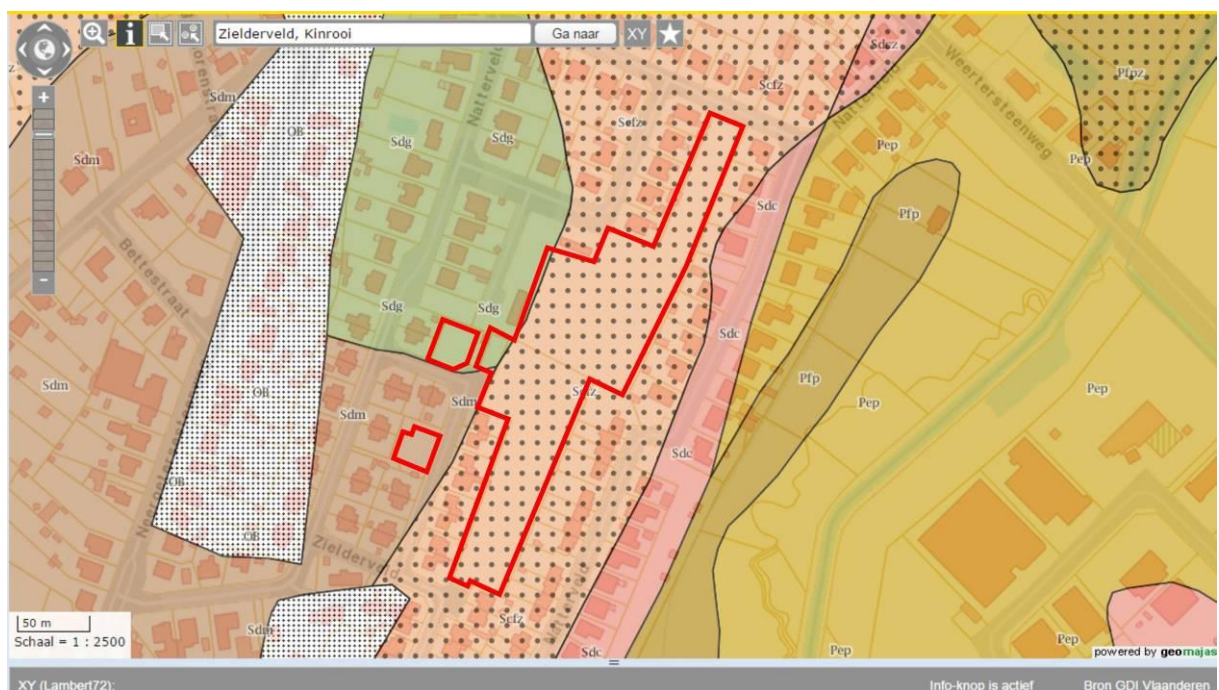 Zielderveld, Kinrooi
Ga naar
XY
Sdm
OB
Sdg
Natterveld
Sdg
Scfz
Scfz
Sdcz
Weertersteenweg
Pfpz
Sdm
Pep
Pep
Pfp
Bettestraat
Sdc
Sdg
Sdg
Sdc
Sdm
OB
Sdm
Sdm
Scfz
Pfp
Pep
Pep
Sdc
OB
OB
Zielderveld
Scfz
Sdm
Sdc
Pep
Pep
50 m
Schaal = 1 : 2500
powered by geomajas
XY (Lambert72):
Info-knop is actief
Bron GDI Vlaanderen